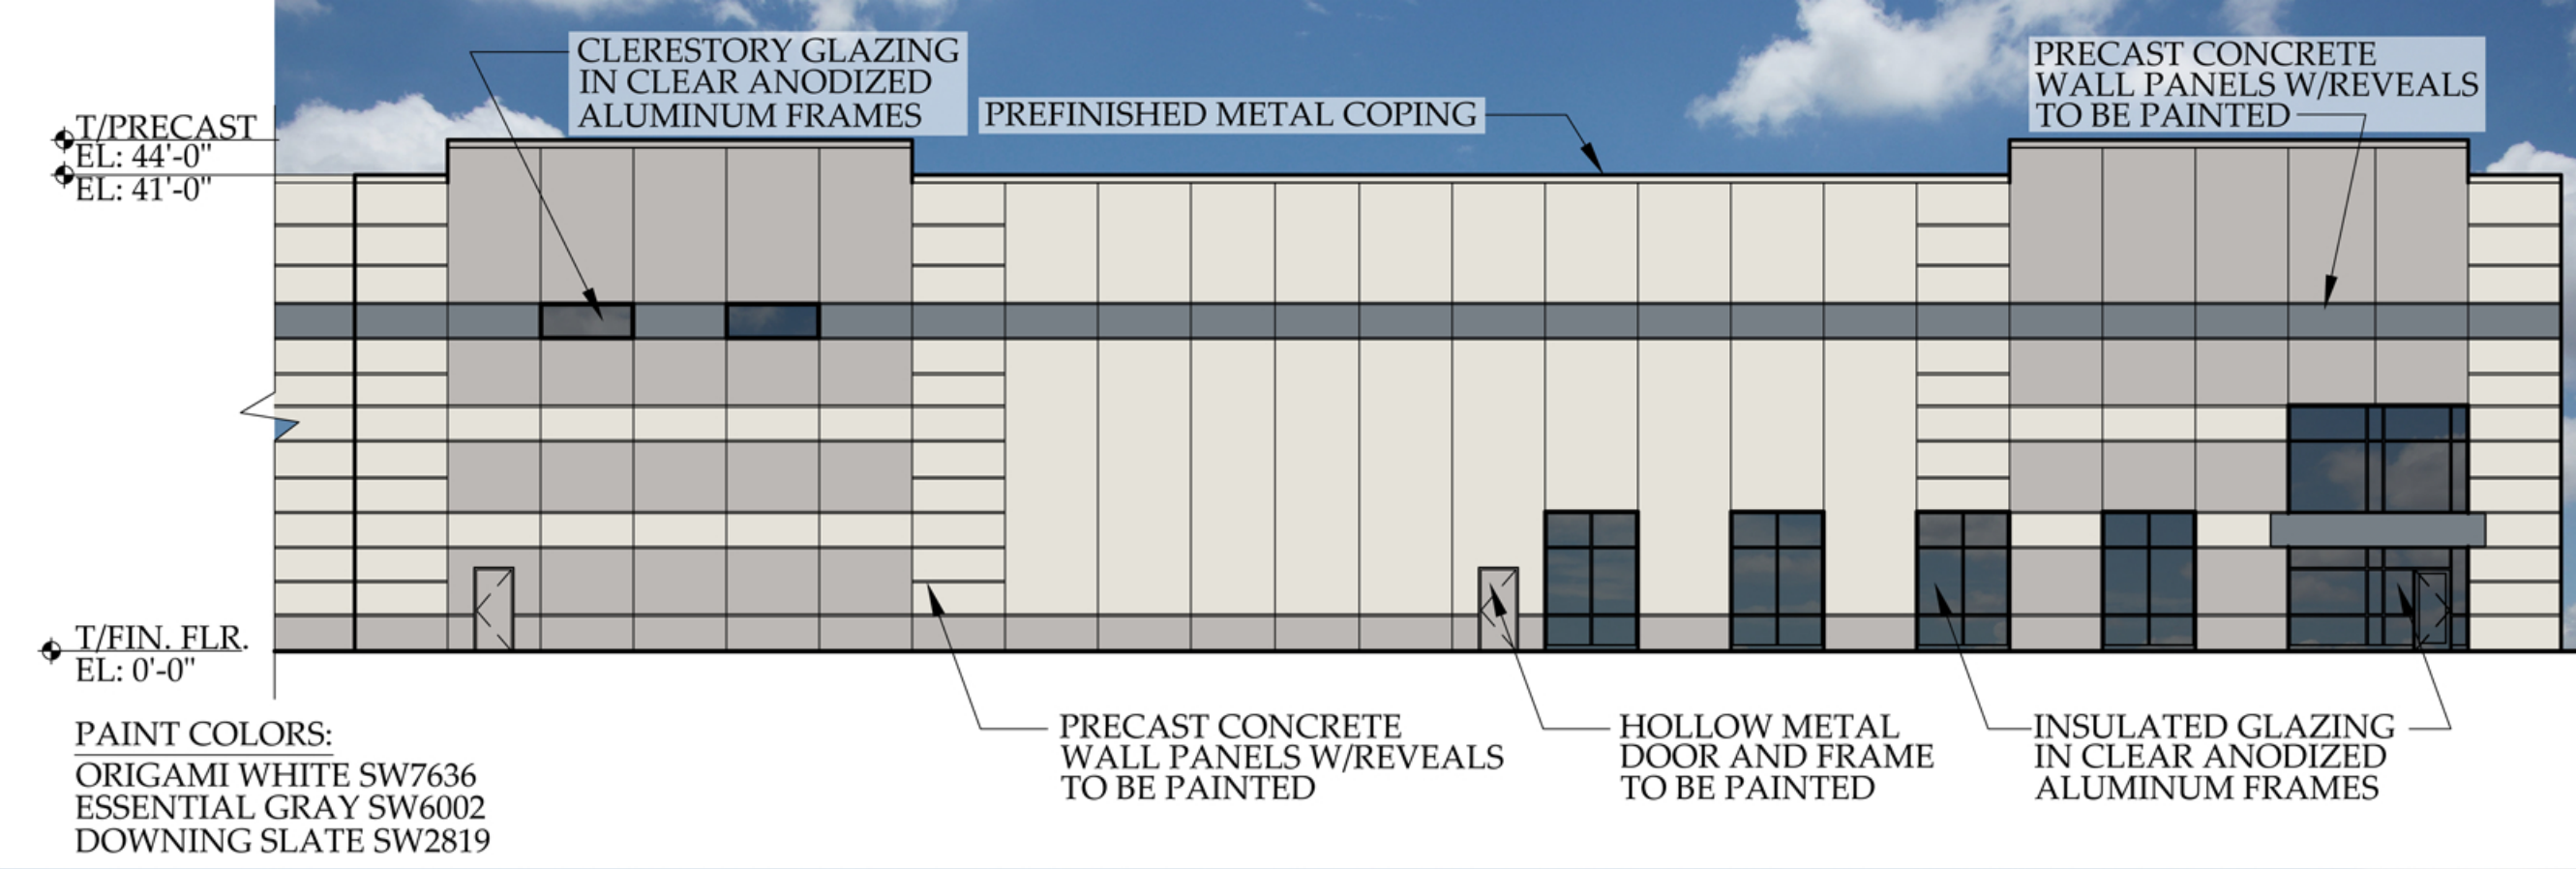 CLERESTORY GLAZING
IN CLEAR ANODIZED
ALUMINUM FRAMES
PREFINISHED METAL COPING
PRECAST CONCRETE
WALL PANELS W/REVEALS
TO BE PAINTED
T/PRECAST
EL: 44'-0"
EL: 41'-0"
T/FIN. FLR.
EL: 0'-0"
PAINT COLORS:
ORIGAMI WHITE SW7636
ESSENTIAL GRAY SW6002
DOWNING SLATE SW2819
PRECAST CONCRETE
WALL PANELS W/REVEALS
TO BE PAINTED
HOLLOW METAL
DOOR AND FRAME
TO BE PAINTED
INSULATED GLAZING
IN CLEAR ANODIZED
ALUMINUM FRAMES